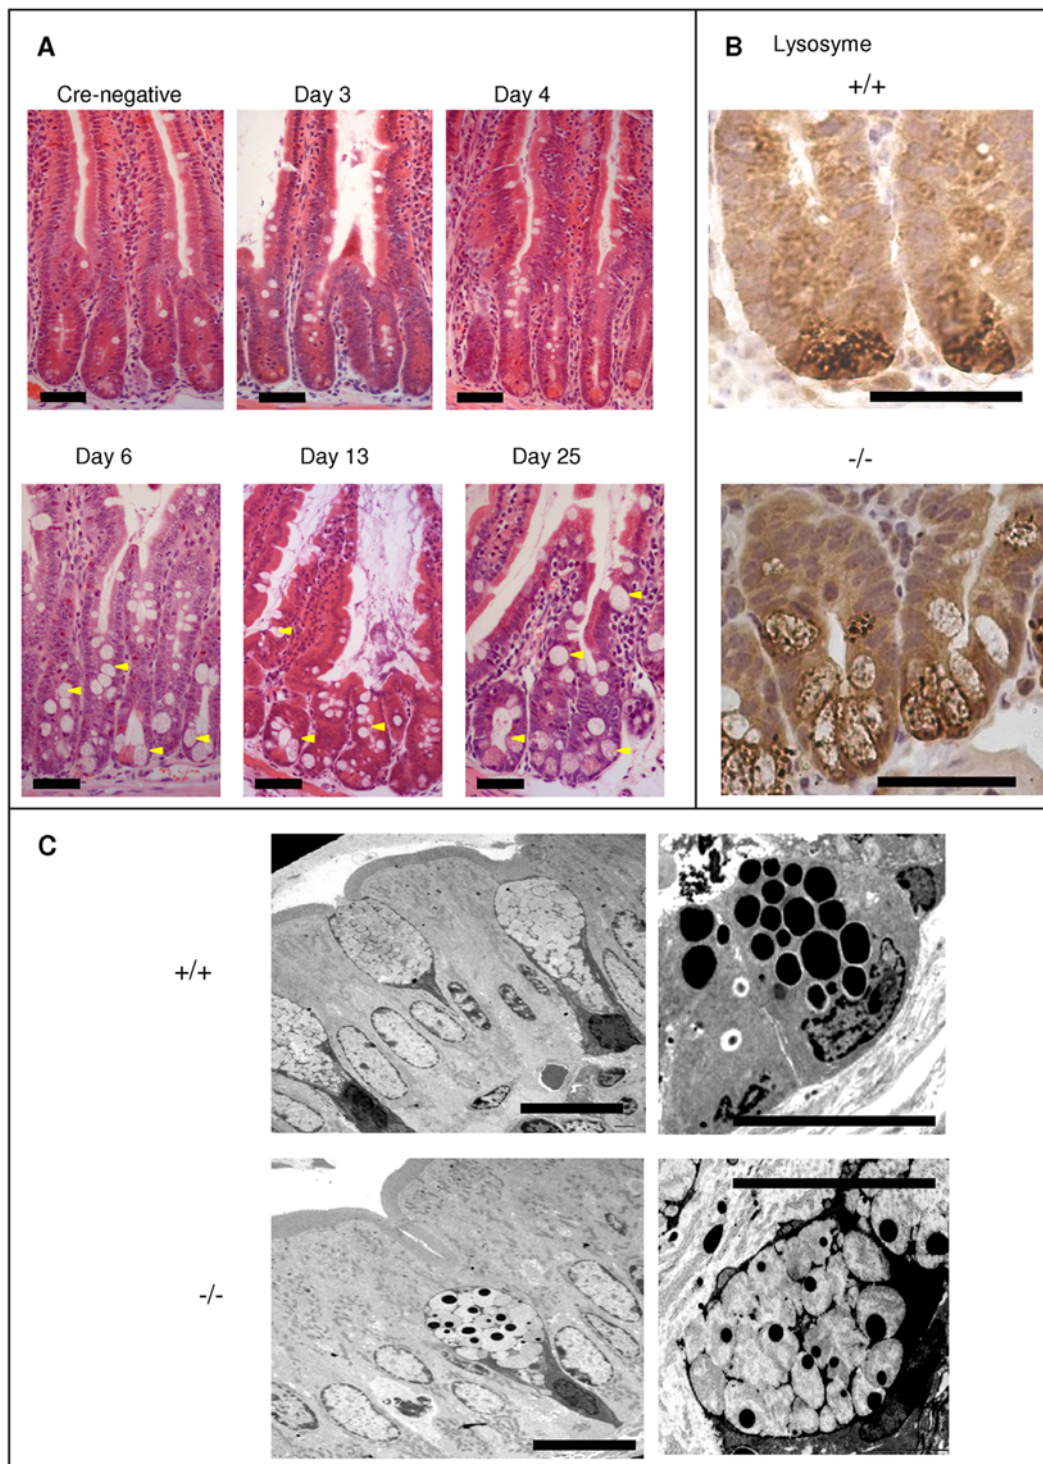 A
B Lysosyme
Cre-negative Day 3 Day 4
+/+
Day 6 Day 13 Day 25
-/-
C
+/+
-/-